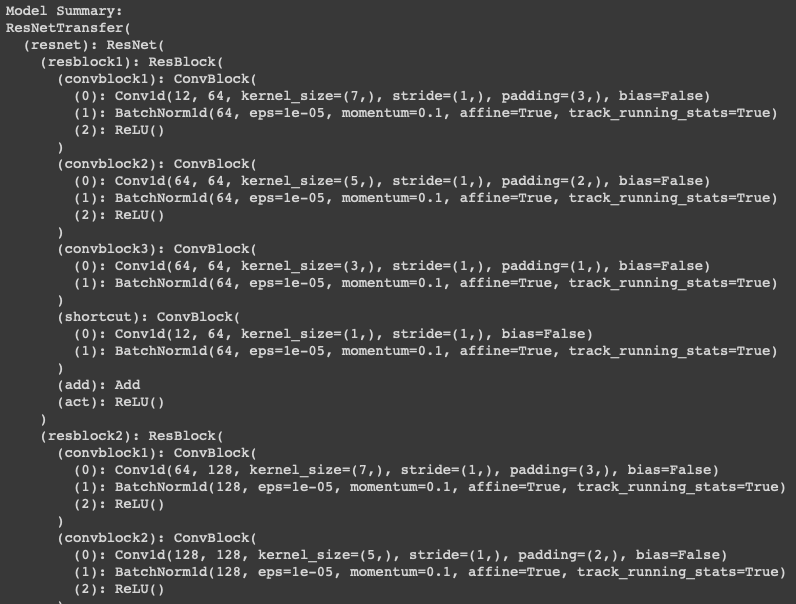 Model Summary:
ResNetTransfer(
  (resnet): ResNet(
    (resblock1): ResBlock(
      (convblock1): ConvBlock(
        (0): Conv1d(12, 64, kernel_size=(7,), stride=(1,), padding=(3,), bias=False)
        (1): BatchNorm1d(64, eps=1e-05, momentum=0.1, affine=True, track_running_stats=True)
        (2): ReLU()
      )
      (convblock2): ConvBlock(
        (0): Conv1d(64, 64, kernel_size=(5,), stride=(1,), padding=(2,), bias=False)
        (1): BatchNorm1d(64, eps=1e-05, momentum=0.1, affine=True, track_running_stats=True)
        (2): ReLU()
      )
      (convblock3): ConvBlock(
        (0): Conv1d(64, 64, kernel_size=(3,), stride=(1,), padding=(1,), bias=False)
        (1): BatchNorm1d(64, eps=1e-05, momentum=0.1, affine=True, track_running_stats=True)
      )
      (shortcut): ConvBlock(
        (0): Conv1d(12, 64, kernel_size=(1,), stride=(1,), bias=False)
        (1): BatchNorm1d(64, eps=1e-05, momentum=0.1, affine=True, track_running_stats=True)
      )
      (add): Add
      (act): ReLU()
    )
    (resblock2): ResBlock(
      (convblock1): ConvBlock(
        (0): Conv1d(64, 128, kernel_size=(7,), stride=(1,), padding=(3,), bias=False)
        (1): BatchNorm1d(128, eps=1e-05, momentum=0.1, affine=True, track_running_stats=True)
        (2): ReLU()
      )
      (convblock2): ConvBlock(
        (0): Conv1d(128, 128, kernel_size=(5,), stride=(1,), padding=(2,), bias=False)
        (1): BatchNorm1d(128, eps=1e-05, momentum=0.1, affine=True, track_running_stats=True)
        (2): ReLU()